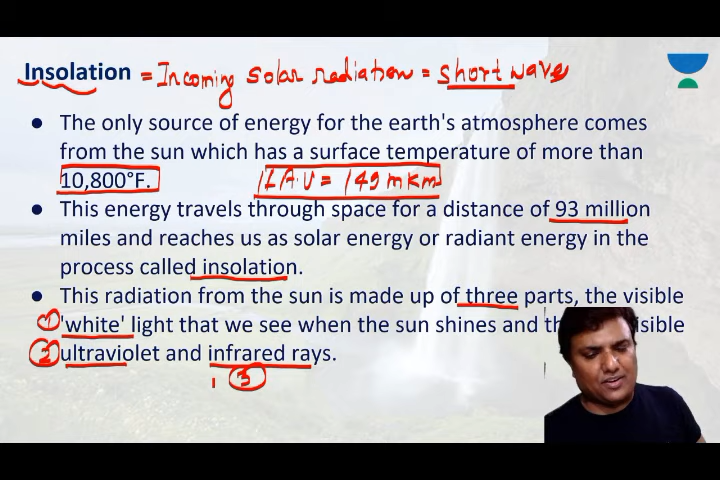 Insolation = Incoming solar radiation = short wave
● The only source of energy for the earth's atmosphere comes
from the sun which has a surface temperature of more than
10,800°F. 1 A.U = 149 m km
● This energy travels through space for a distance of 93 million
miles and reaches us as solar energy or radiant energy in the
process called insolation.
● This radiation from the sun is made up of three parts, the visible
① 'white' light that we see when the sun shines and th isible
② ultraviolet and infrared rays.
③